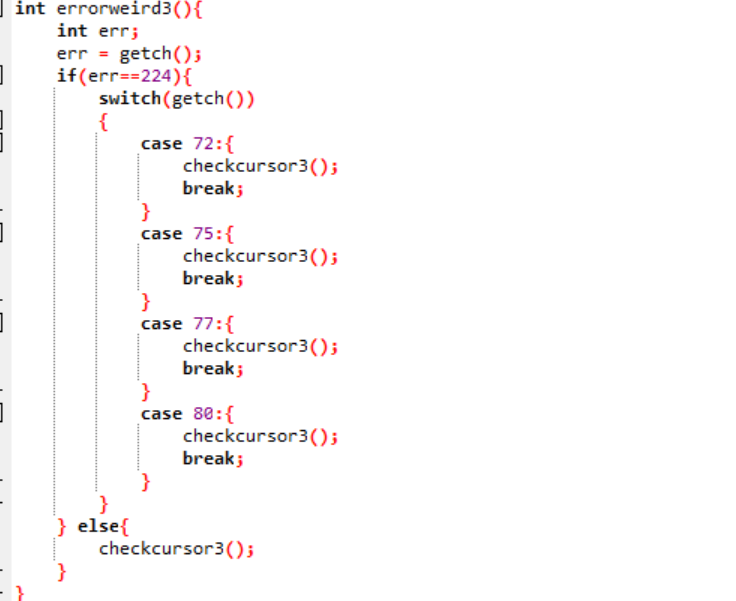 int errorweird3(){
    int err;
    err = getch();
    if(err==224){
        switch(getch())
        {
            case 72:{
                checkcursor3();
                break;
            }
            case 75:{
                checkcursor3();
                break;
            }
            case 77:{
                checkcursor3();
                break;
            }
            case 80:{
                checkcursor3();
                break;
            }
        }
    } else{
        checkcursor3();
    }
}